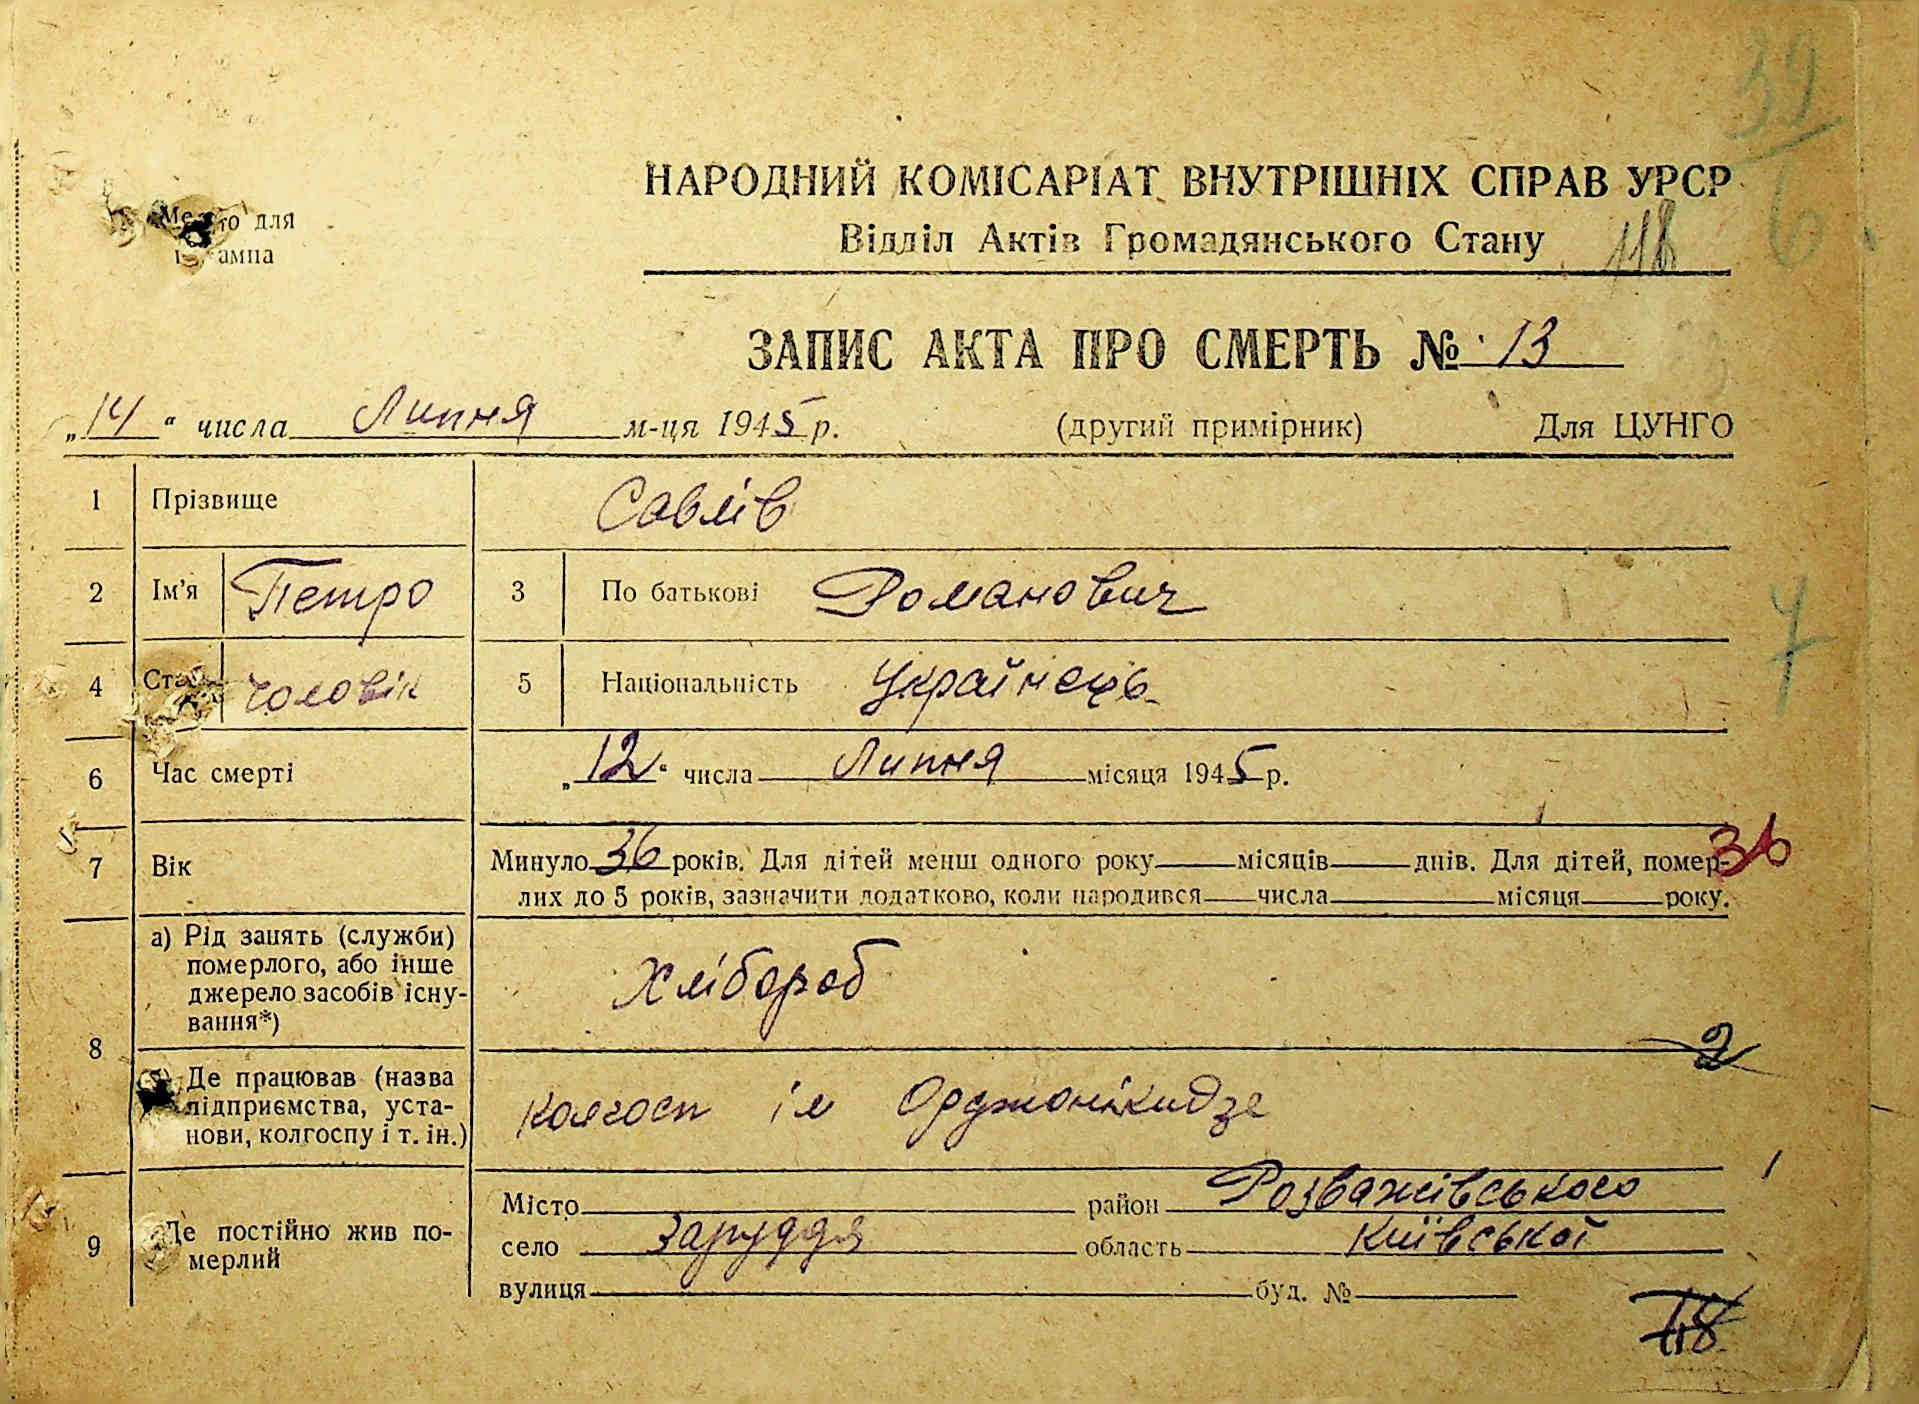 39
6
Место для
штампа
НАРОДНИЙ КОМІСАРІАТ ВНУТРІШНІХ СПРАВ УРСР
Відділ Актів Громадянського Стану
118
ЗАПИС АКТА ПРО СМЕРТЬ № 13
„14“ числа Липня м-ця 1945 р. (другий примірник) Для ЦУНГО
1 Прізвище Савлів
2 Ім’я Петро 3 По батькові Романович
4 Стать чоловік 5 Національність Українець
6 Час смерті „12“ числа Липня місяця 1945 р.
7 Вік Минуло 36 років. Для дітей менш одного року місяців днів. Для дітей, помер-
лих до 5 років, зазначити додатково, коли народився числа місяця року.
36
8 а) Рід занять (служби)
померлого, або інше
джерело засобів існу-
вання*)
Хлібороб
2
Де працював (назва
підприємства, уста-
нови, колгоспу і т. ін.)
колгосп ім Орджонікидзе
9 Де постійно жив по-
мерлий
Місто район Розважівського
село Заруддя область Київської
вулиця буд. №
118